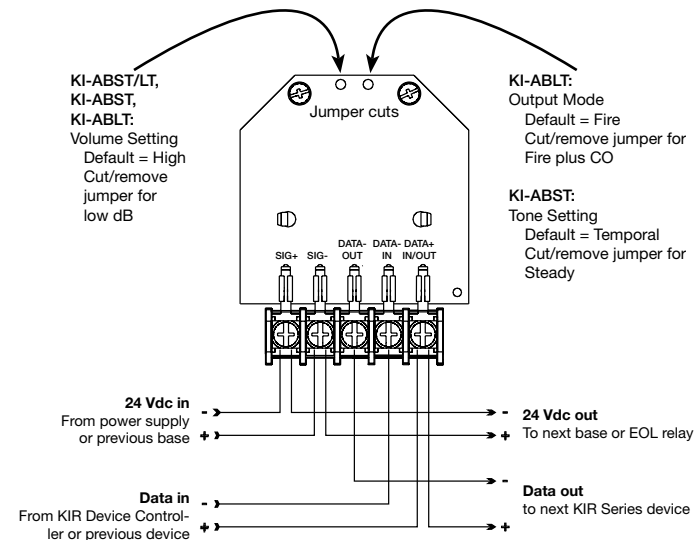 KI-ABST/LT,
KI-ABST,
KI-ABLT:
Volume Setting
Default = High
Cut/remove
jumper for
low dB
Jumper cuts
KI-ABLT:
Output Mode
Default = Fire
Cut/remove jumper for
Fire plus CO
KI-ABST:
Tone Setting
Default = Temporal
Cut/remove jumper for
Steady
SIG+
SIG-
DATA-
OUT
DATA-
IN
DATA+
IN/OUT
24 Vdc in
From power supply
or previous base
-
+
-
+
24 Vdc out
To next base or EOL relay
Data in
From KIR Device Control-
ler or previous device
-
+
-
+
Data out
to next KIR Series device